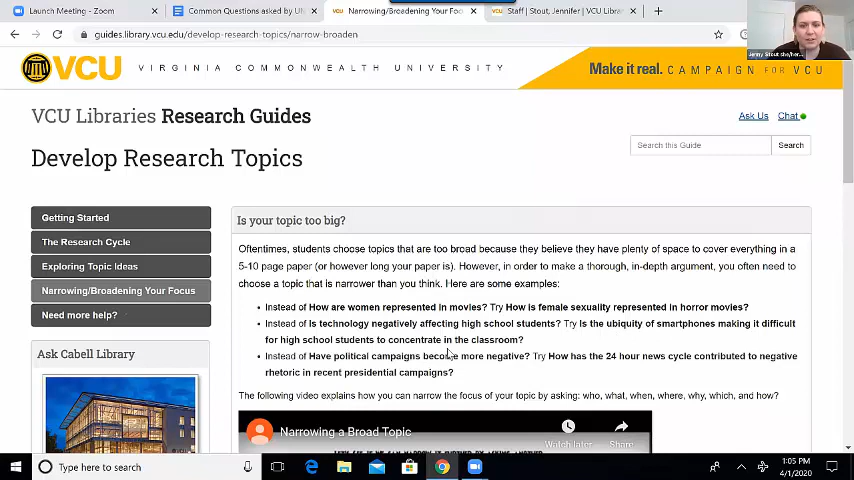 Launch Meeting - Zoom
Common Questions asked by UN
Narrowing/Broadening Your Foc
Staff | Stout, Jennifer | VCU Libra
guides.library.vcu.edu/develop-research-topics/narrow-broaden
Jenny Stout she/her...
VCU VIRGINIA COMMONWEALTH UNIVERSITY
Make it real. CAMPAIGN FOR VCU
VCU Libraries Research Guides
Ask Us Chat
Develop Research Topics
Search this Guide Search
Getting Started
The Research Cycle
Exploring Topic Ideas
Narrowing/Broadening Your Focus
Need more help?
Ask Cabell Library
Is your topic too big?
Oftentimes, students choose topics that are too broad because they believe they have plenty of space to cover everything in a
5-10 page paper (or however long your paper is). However, in order to make a thorough, in-depth argument, you often need to
choose a topic that is narrower than you think. Here are some examples:
Instead of How are women represented in movies? Try How is female sexuality represented in horror movies?
Instead of Is technology negatively affecting high school students? Try Is the ubiquity of smartphones making it difficult
for high school students to concentrate in the classroom?
Instead of Have political campaigns become more negative? Try How has the 24 hour news cycle contributed to negative
rhetoric in recent presidential campaigns?
The following video explains how you can narrow the focus of your topic by asking: who, what, when, where, why, which, and how?
Narrowing a Broad Topic
Watch later Share
Type here to search
1:05 PM
4/1/2020